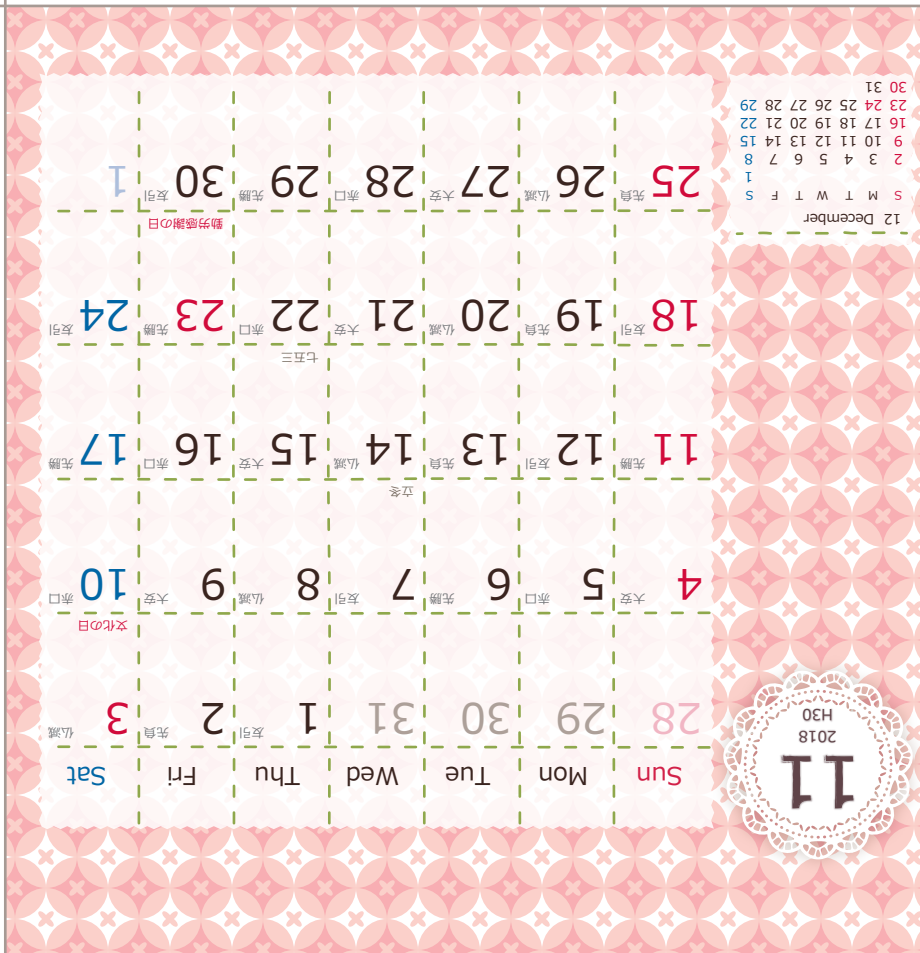 11
2018
H30
Sun Mon Tue Wed Thu Fri Sat
28 29 30 31 1 友引 2 先負 3 仏滅
文化の日
4 大安 5 赤口 6 先勝 7 友引 8 仏滅 9 大安 10 赤口
立冬
11 先勝 12 友引 13 先負 14 仏滅 15 大安 16 赤口 17 先勝
七五三
18 友引 19 先負 20 仏滅 21 大安 22 赤口 23 先勝 24 友引
勤労感謝の日
25 先負 26 仏滅 27 大安 28 赤口 29 先勝 30 友引 1
12 December
S M T W T F S
1
2 3 4 5 6 7 8
9 10 11 12 13 14 15
16 17 18 19 20 21 22
23 24 25 26 27 28 29
30 31